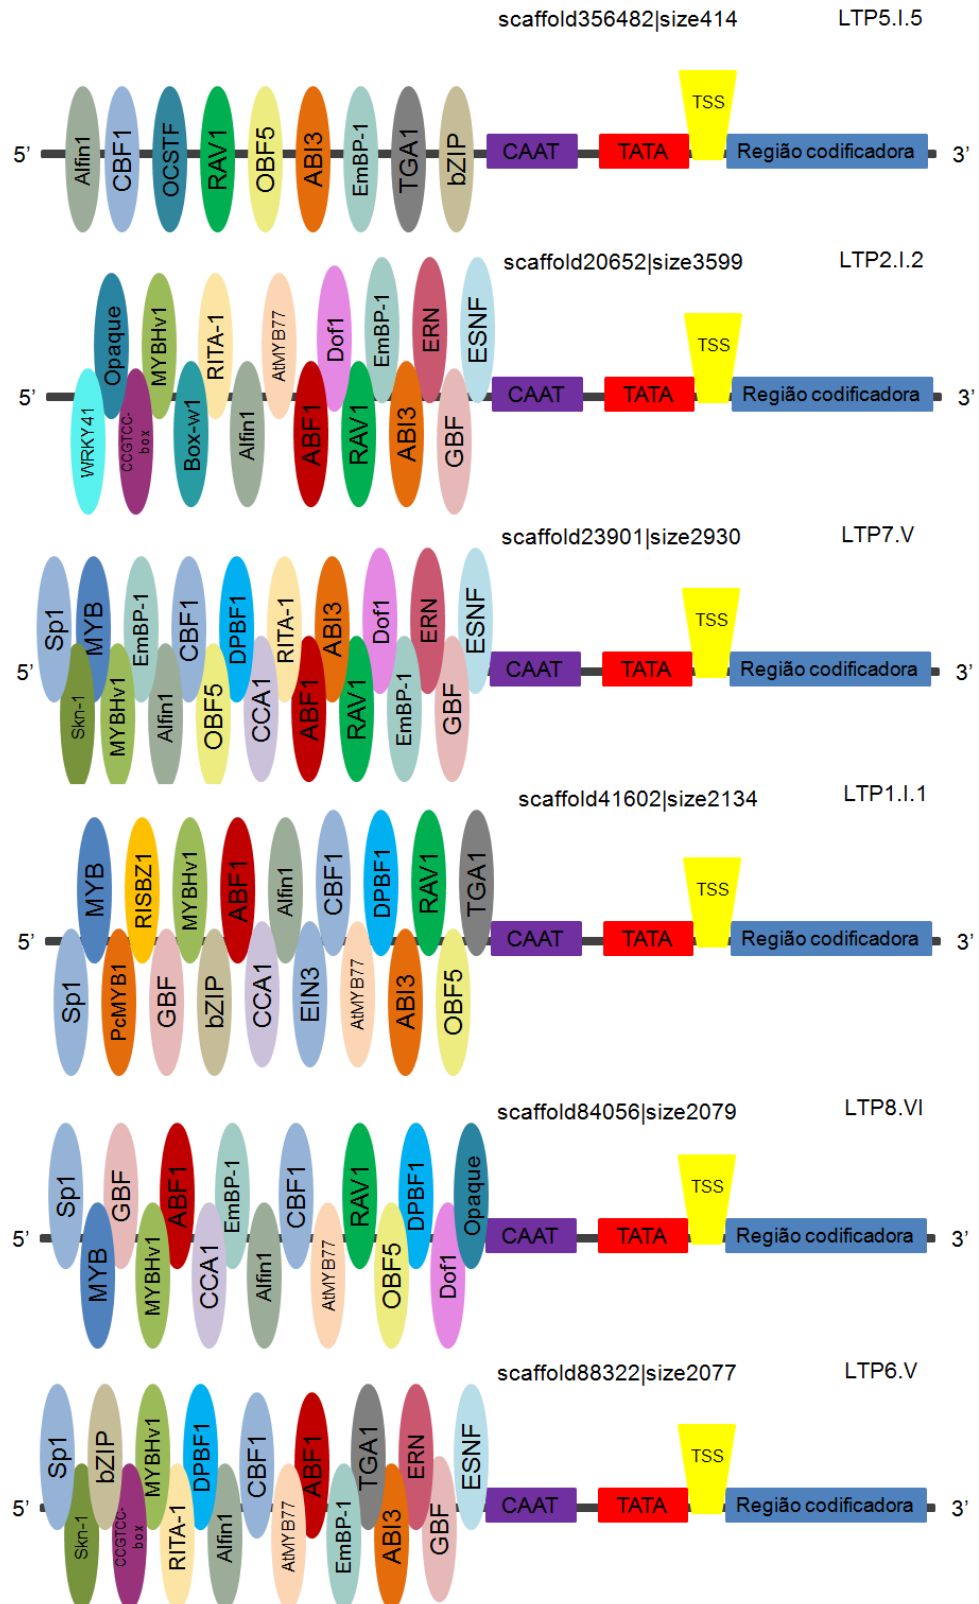 scaffold356482|size414 LTP5.I.5
5’ Alfin1 CBF1 OCSTF RAV1 OBF5 ABI3 EmBP-1 TGA1 bZIP CAAT TATA TSS Região codificadora 3’
scaffold20652|size3599 LTP2.I.2
5’ WRKY41 Opaque CCGTCC-box MYBHv1 Box-w1 RITA-1 Alfin1 AtMYB77 ABF1 Dof1 RAV1 EmBP-1 ABI3 ERN GBF ESNF CAAT TATA TSS Região codificadora 3’
scaffold23901|size2930 LTP7.V
5’ Sp1 Skn-1 MYB MYBHv1 EmBP-1 Alfin1 CBF1 OBF5 DPBF1 CCA1 RITA-1 ABF1 ABI3 RAV1 Dof1 EmBP-1 ERN GBF ESNF CAAT TATA TSS Região codificadora 3’
scaffold41602|size2134 LTP1.I.1
5’ Sp1 MYB PcMYB1 RISBZ1 GBF MYBHv1 bZIP ABF1 CCA1 Alfin1 EIN3 CBF1 AtMYB77 DPBF1 ABI3 RAV1 OBF5 TGA1 CAAT TATA TSS Região codificadora 3’
scaffold84056|size2079 LTP8.VI
5’ Sp1 MYB GBF MYBHv1 ABF1 CCA1 EmBP-1 Alfin1 CBF1 AtMYB77 RAV1 OBF5 DPBF1 Dof1 Opaque CAAT TATA TSS Região codificadora 3’
scaffold88322|size2077 LTP6.V
5’ Sp1 Skn-1 bZIP CCGTCC-box MYBHv1 RITA-1 DPBF1 Alfin1 CBF1 AtMYB77 ABF1 EmBP-1 TGA1 ABI3 ERN GBF ESNF CAAT TATA TSS Região codificadora 3’